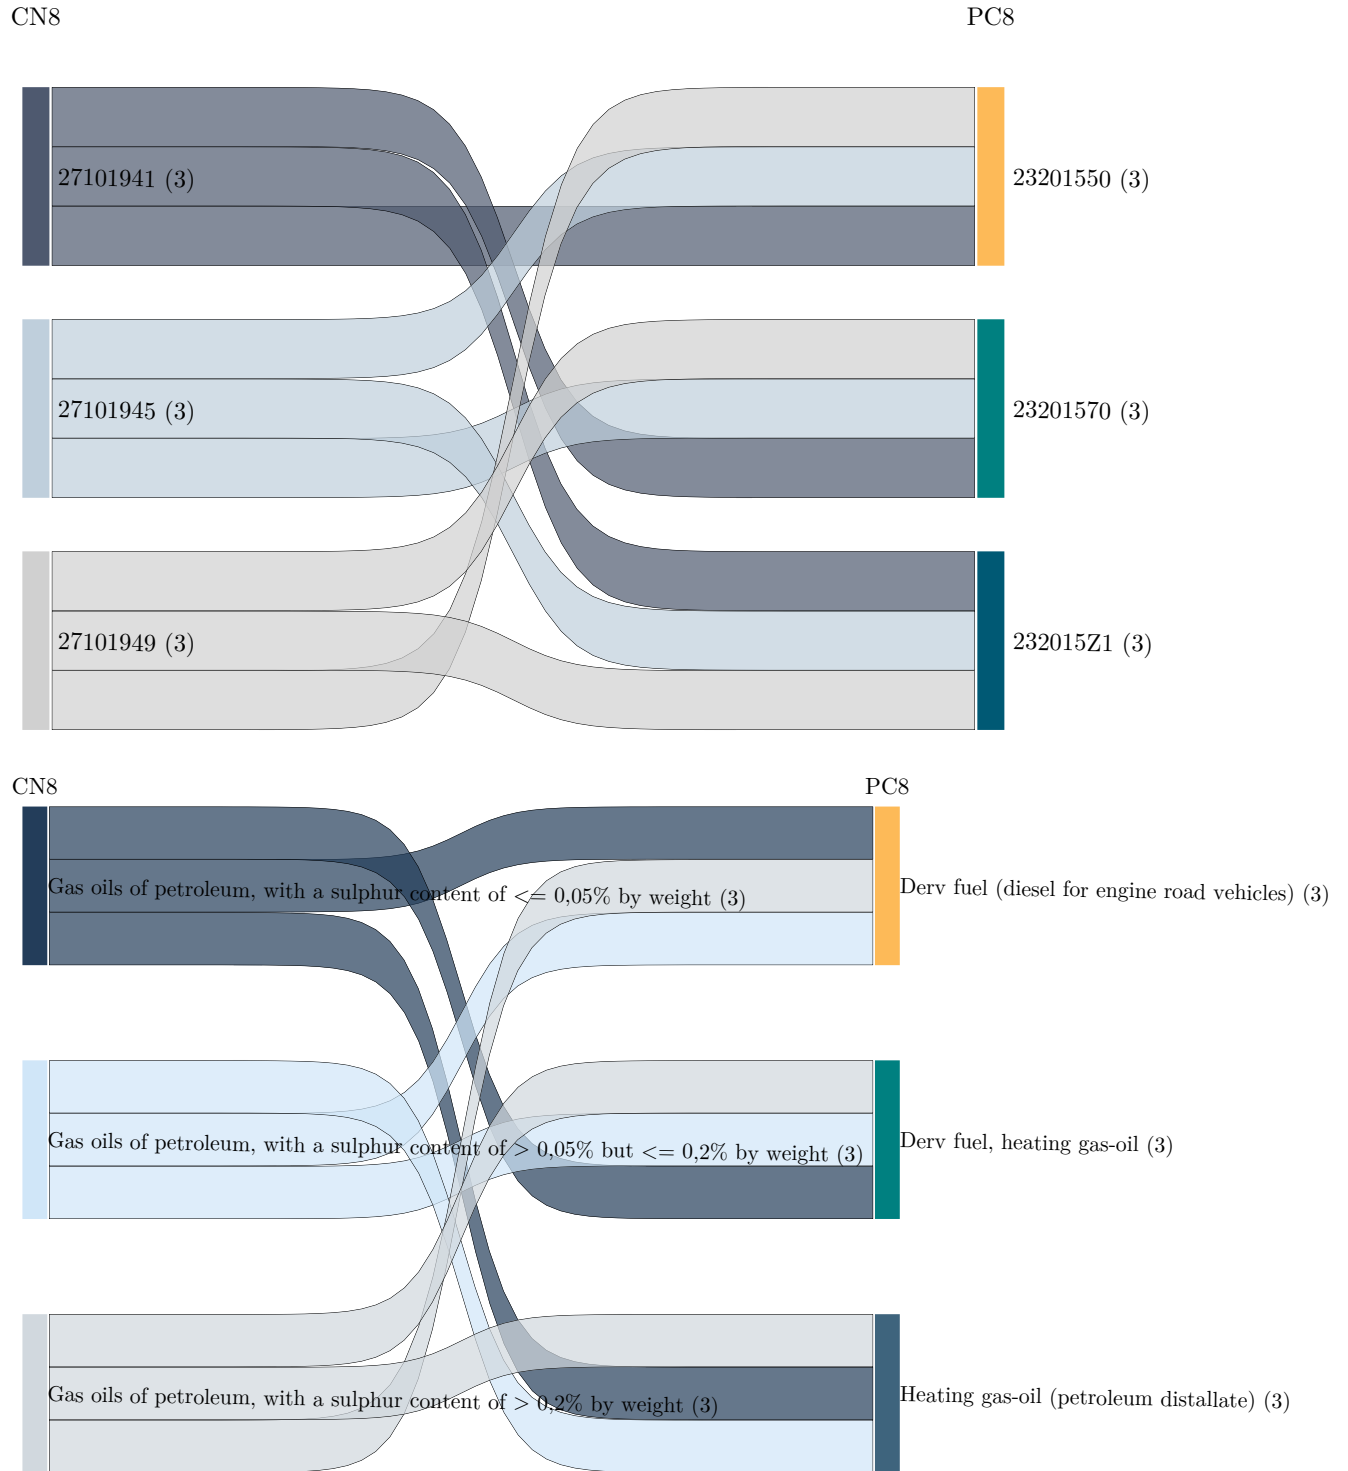 CN8 PC8
27101941 (3) 23201550 (3)
27101945 (3) 23201570 (3)
27101949 (3) 232015Z1 (3)
CN8 PC8
Gas oils of petroleum, with a sulphur content of <= 0,05% by weight (3) Derv fuel (diesel for engine road vehicles) (3)
Gas oils of petroleum, with a sulphur content of > 0,05% but <= 0,2% by weight (3) Derv fuel, heating gas-oil (3)
Gas oils of petroleum, with a sulphur content of > 0,2% by weight (3) Heating gas-oil (petroleum distallate) (3)